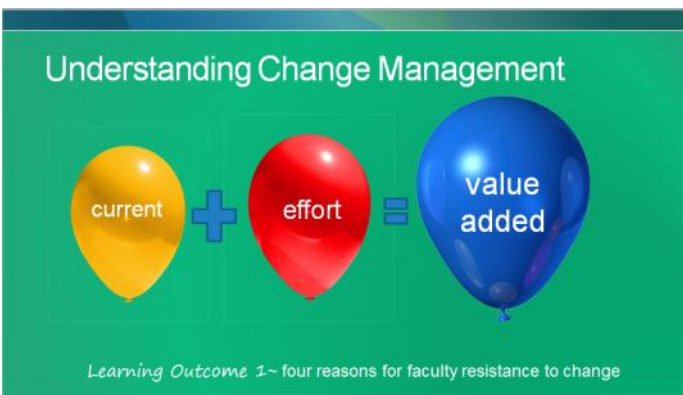 Understanding Change Management
current
effort
value
added
Learning Outcome 1~ four reasons for faculty resistance to change